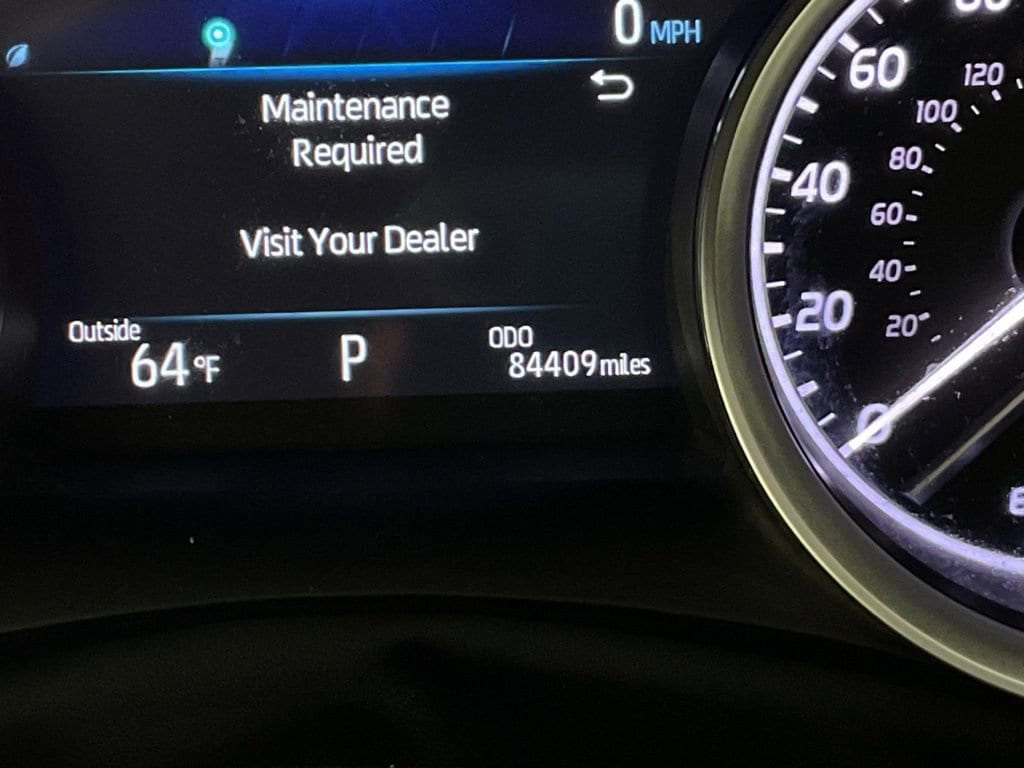 0 MPH
Maintenance
Required
Visit Your Dealer
Outside
64°F
P
ODO
84409 miles
60
40
20
0
120
100
80
60
40
20